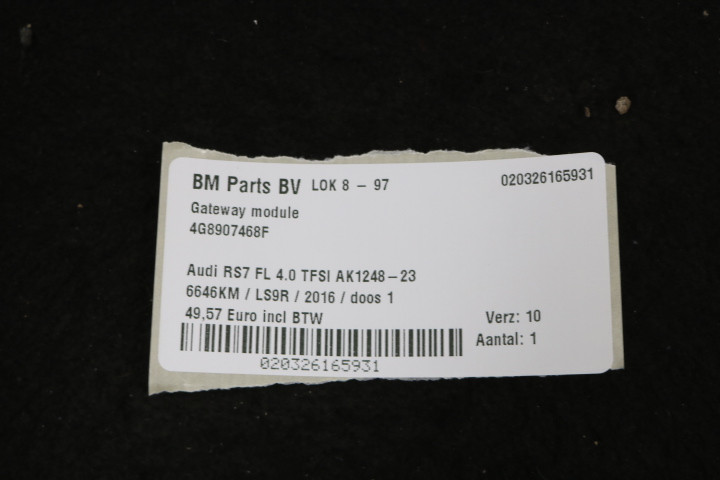 BM Parts BV LOK 8 - 97 020326165931
Gateway module
4G8907468F
Audi RS7 FL 4.0 TFSI AK1248-23
6646KM / LS9R / 2016 / doos 1
49,57 Euro incl BTW Verz: 10
Aantal: 1
020326165931